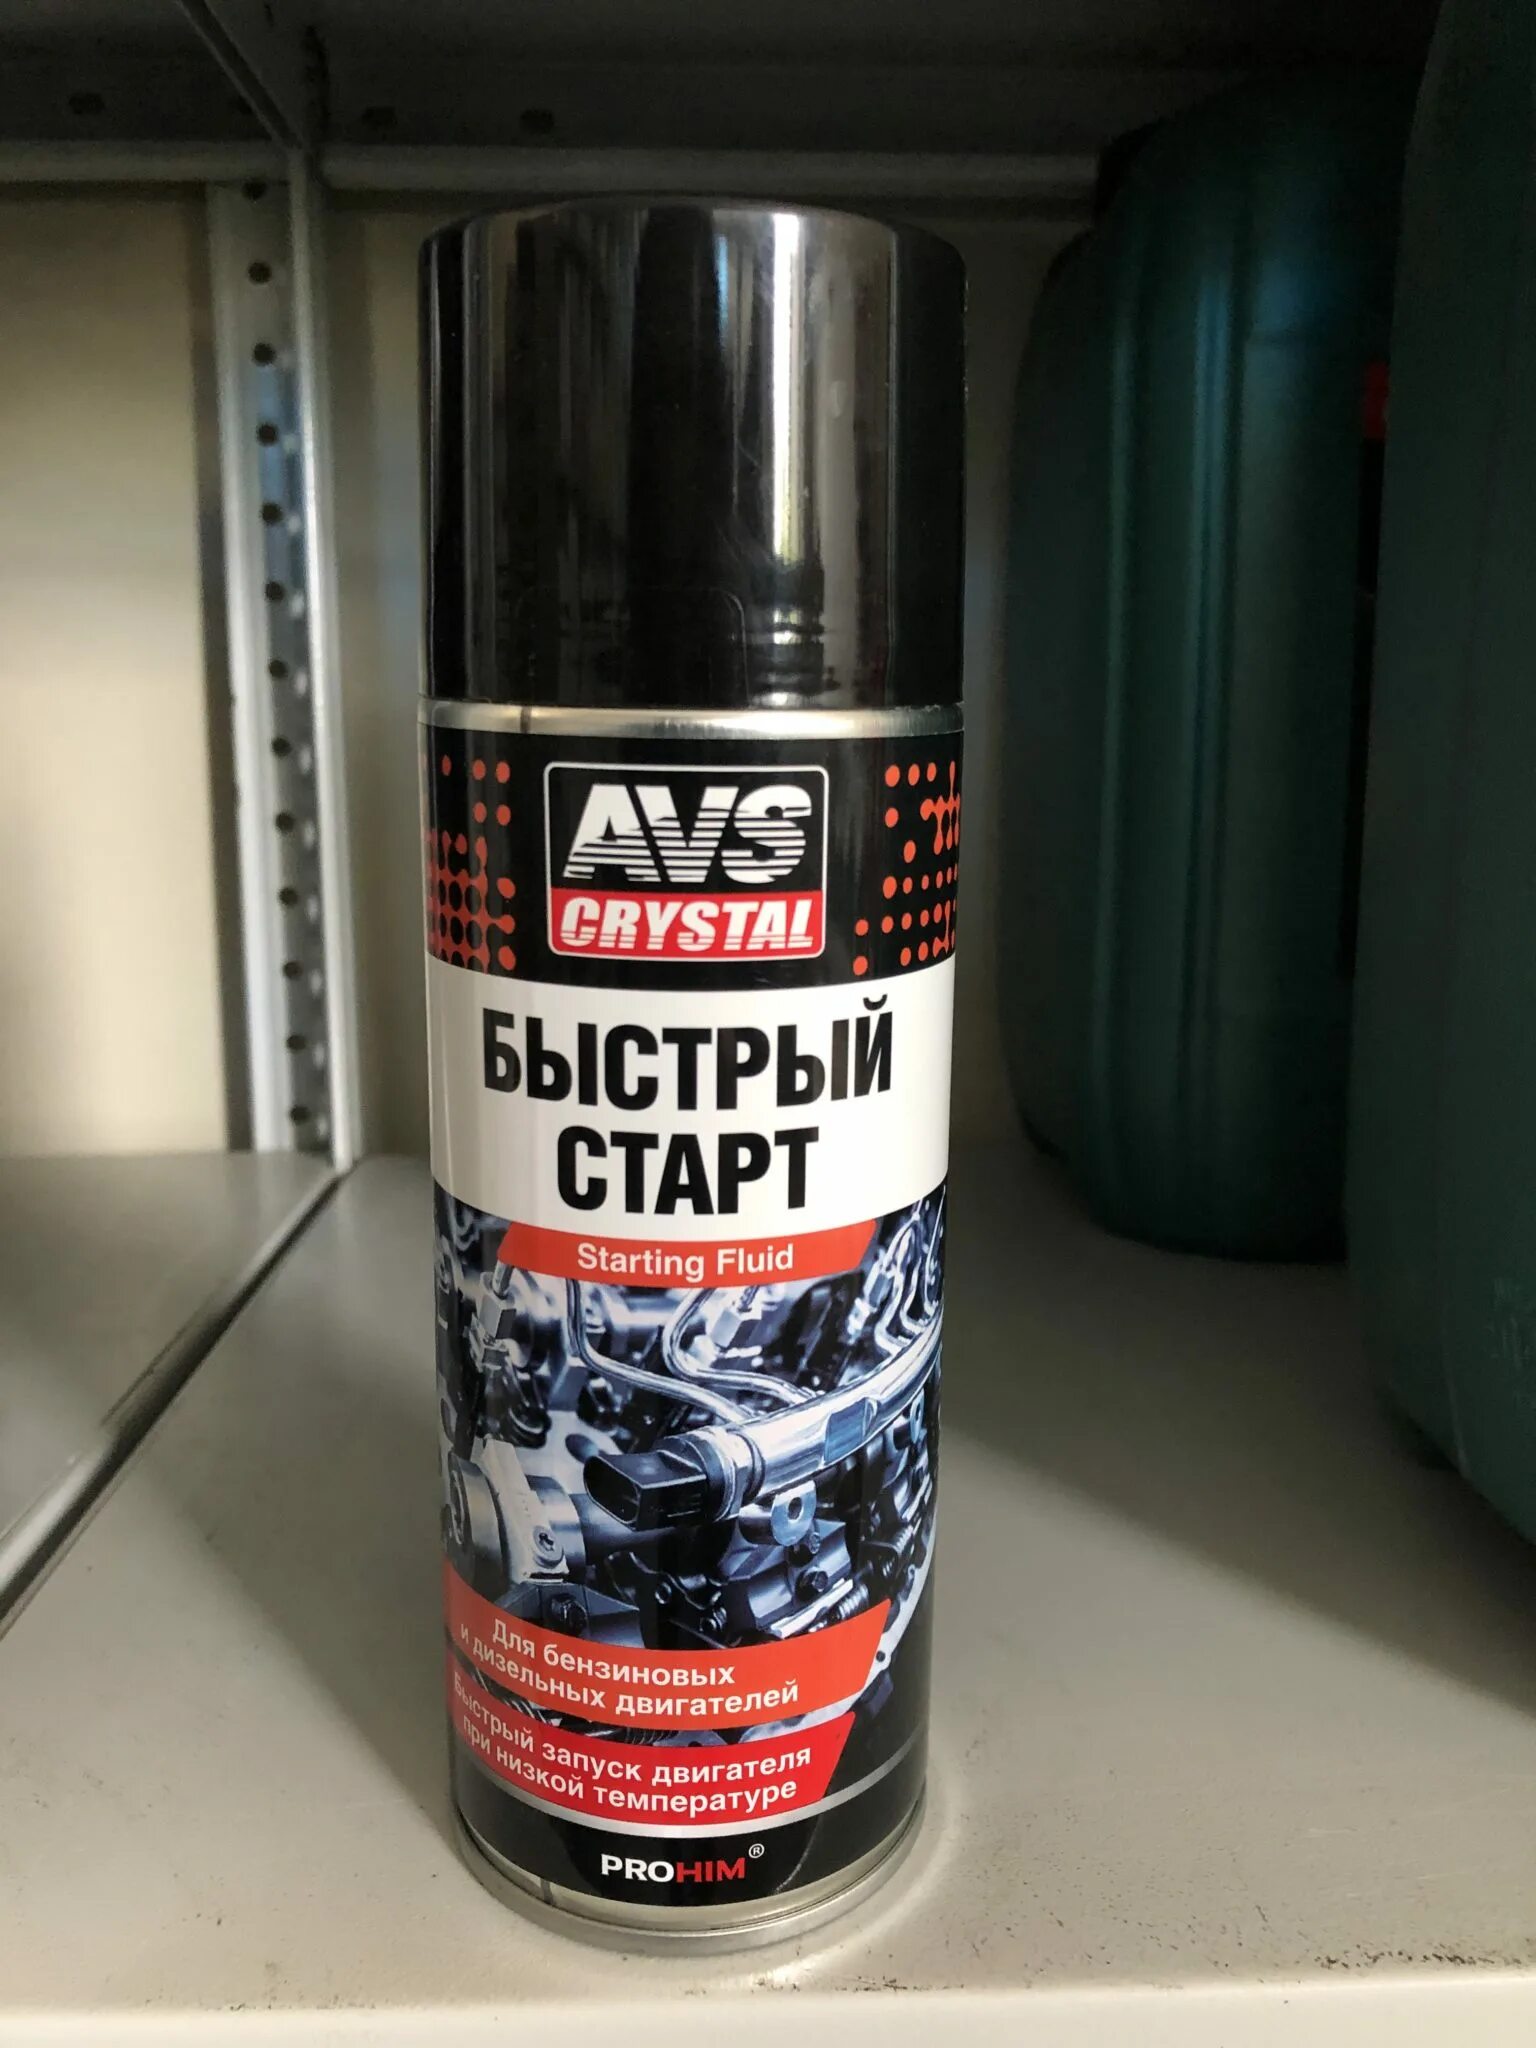 AVS
CRYSTAL
БЫСТРЫЙ
СТАРТ
Starting Fluid
Для бензиновых
и дизельных двигателей
Быстрый запуск двигателя
при низкой температуре
PROHIM®